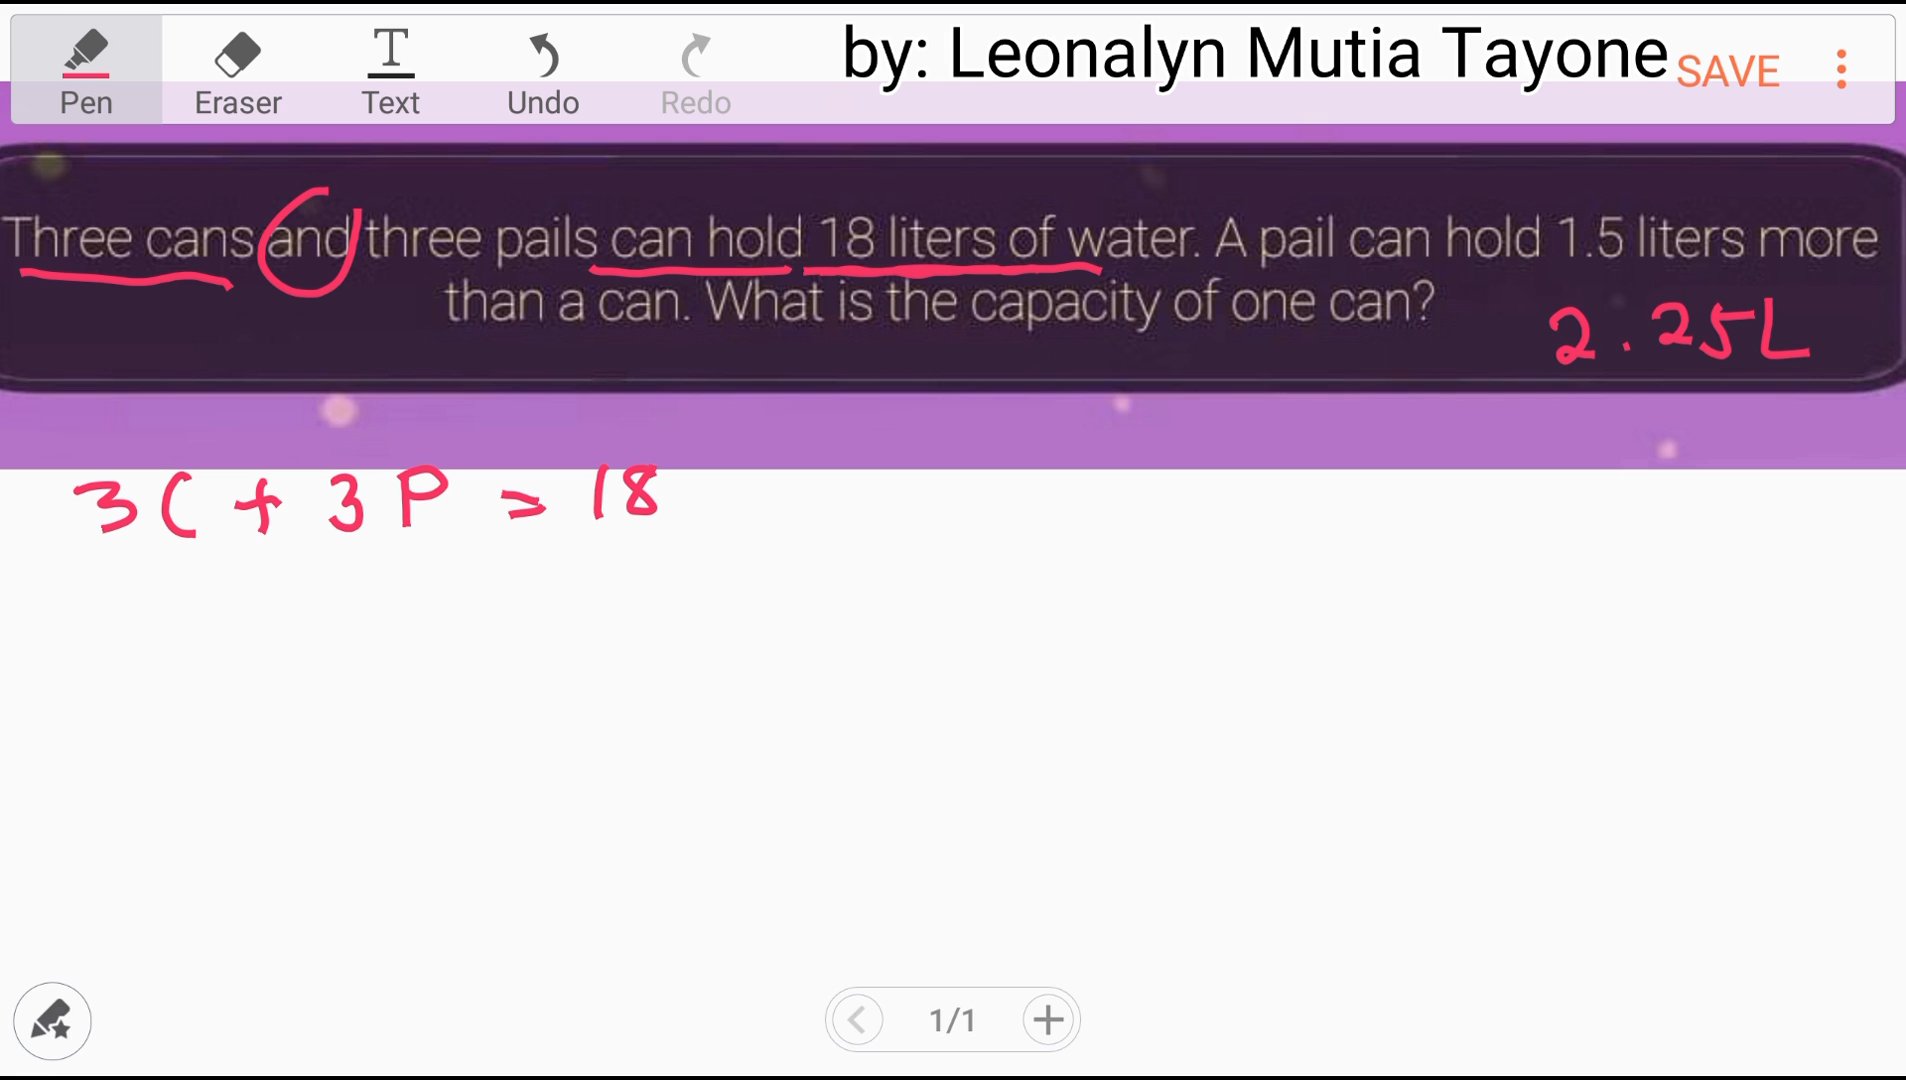 by: Leonalyn Mutia Tayone
SAVE
Pen Eraser Text Undo Redo
Three cans and three pails can hold 18 liters of water. A pail can hold 1.5 liters more
than a can. What is the capacity of one can?
2.25L
3C + 3P = 18
1/1